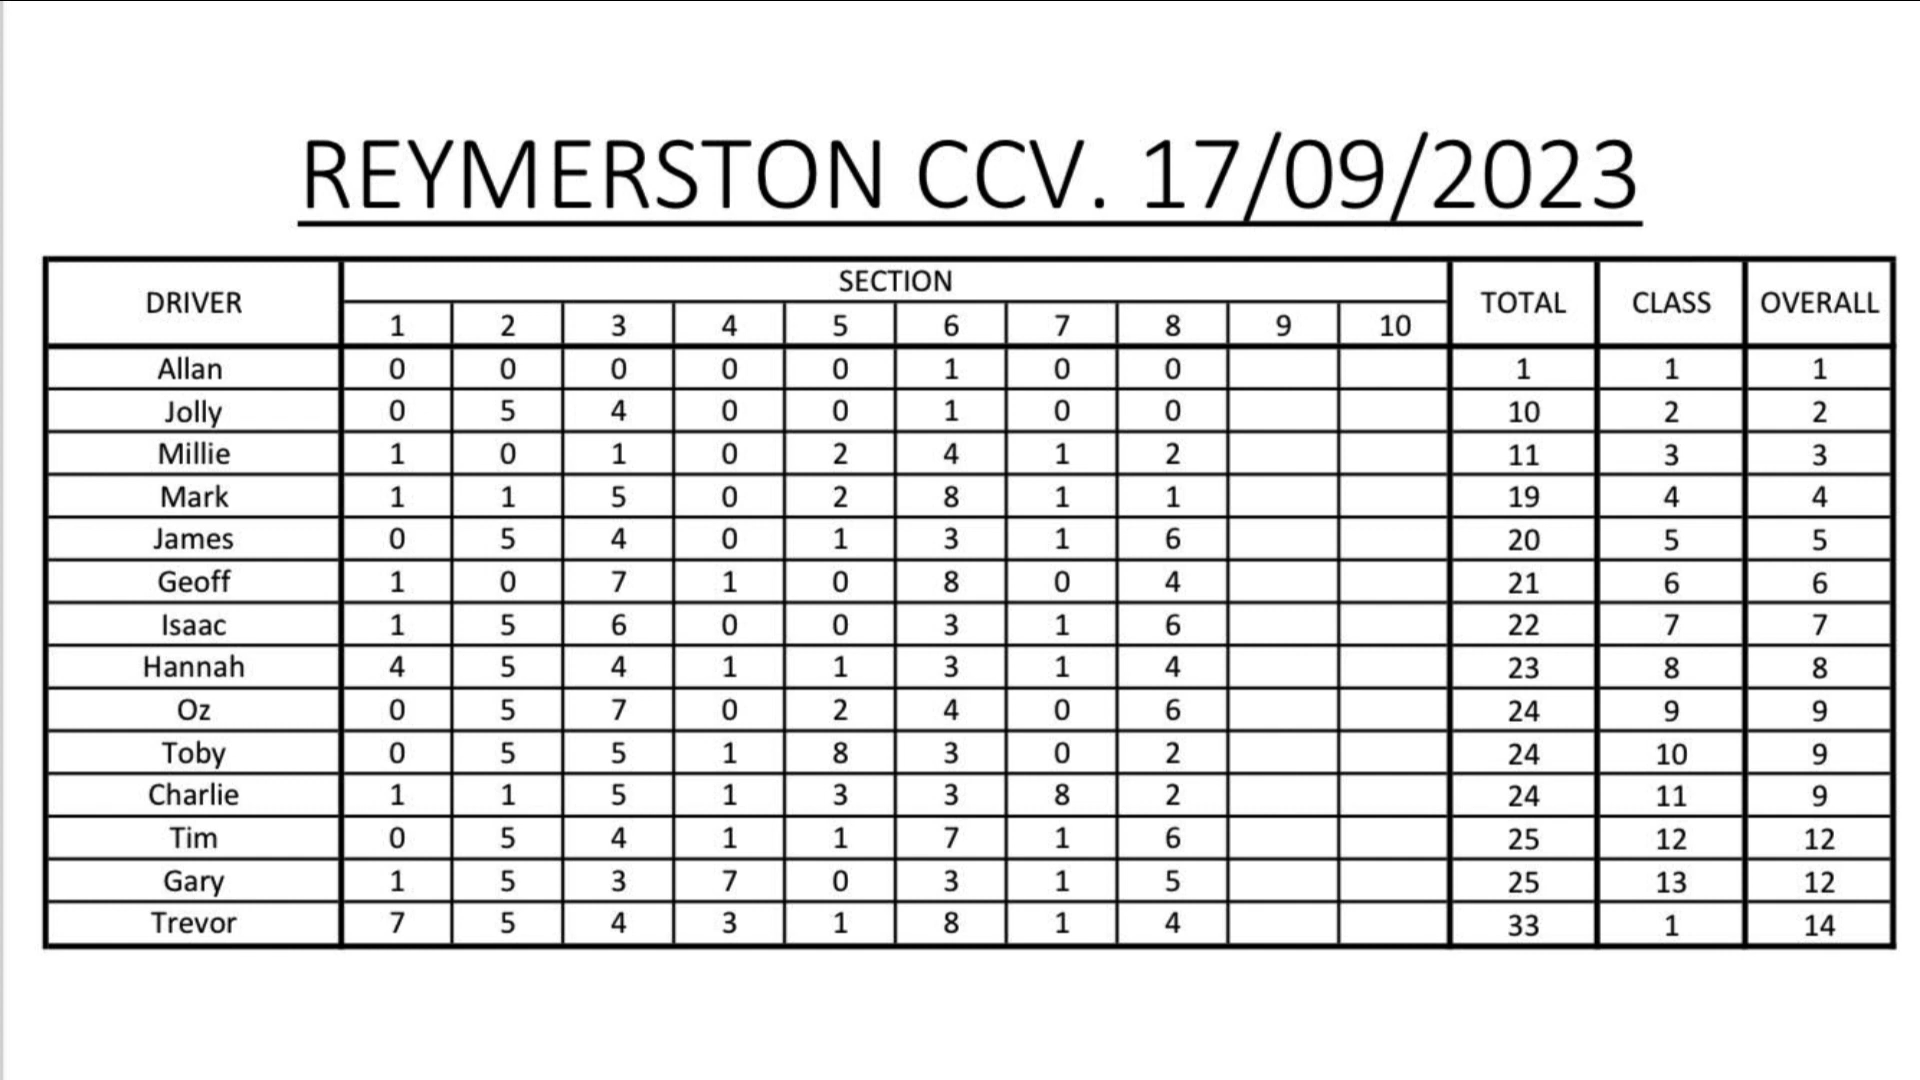 REYMERSTON CCV. 17/09/2023
DRIVER SECTION TOTAL CLASS OVERALL
1 2 3 4 5 6 7 8 9 10
Allan 0 0 0 0 0 1 0 0 1 1 1
Jolly 0 5 4 0 0 1 0 0 10 2 2
Millie 1 0 1 0 2 4 1 2 11 3 3
Mark 1 1 5 0 2 8 1 1 19 4 4
James 0 5 4 0 1 3 1 6 20 5 5
Geoff 1 0 7 1 0 8 0 4 21 6 6
Isaac 1 5 6 0 0 3 1 6 22 7 7
Hannah 4 5 4 1 1 3 1 4 23 8 8
Oz 0 5 7 0 2 4 0 6 24 9 9
Toby 0 5 5 1 8 3 0 2 24 10 9
Charlie 1 1 5 1 3 3 8 2 24 11 9
Tim 0 5 4 1 1 7 1 6 25 12 12
Gary 1 5 3 7 0 3 1 5 25 13 12
Trevor 7 5 4 3 1 8 1 4 33 1 14